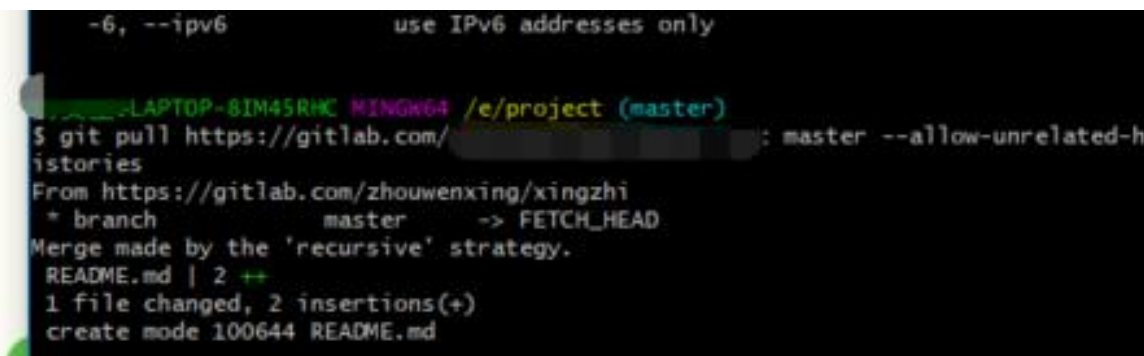 -6, --ipv6 use IPv6 addresses only
-LAPTOP-8IM45RHC MINGW64 /e/project (master)
$ git pull https://gitlab.com/ master --allow-unrelated-h
istories
From https://gitlab.com/zhouwenxing/xingzhi
* branch master -> FETCH_HEAD
Merge made by the 'recursive' strategy.
README.md | 2 ++
1 file changed, 2 insertions(+)
create mode 100644 README.md